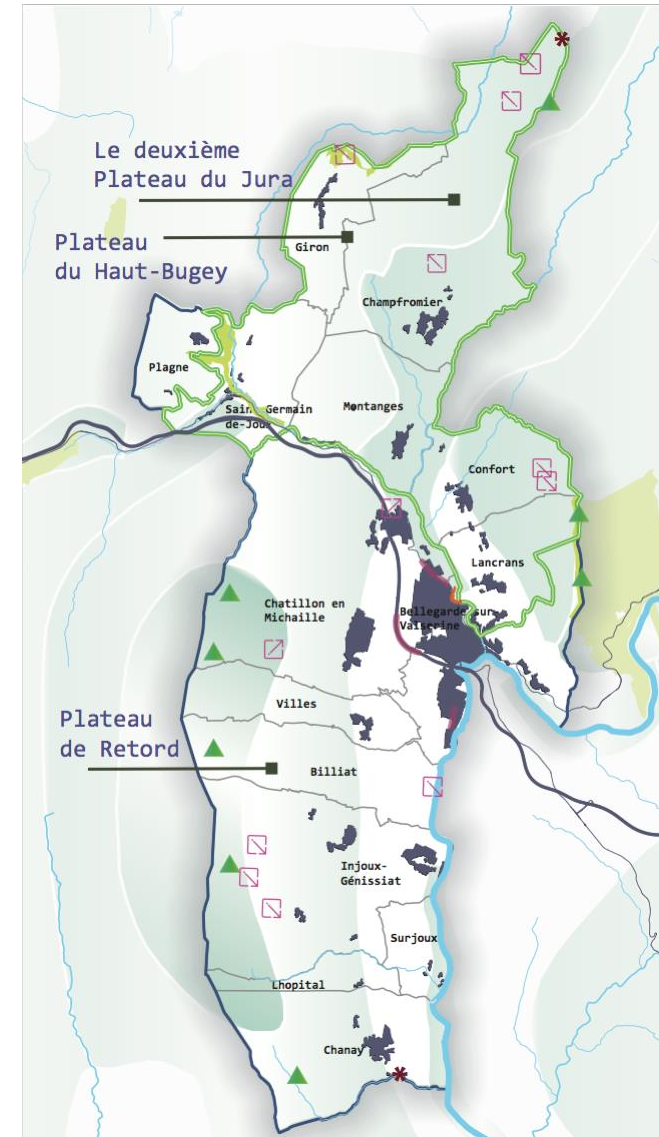 Le deuxième
Plateau du Jura
Plateau
du Haut-Bugey
Giron
Champfromier
Plagne
Saint Germain
de-Joux
Montanges
Confort
Lancrans
Chatillon en
Michaille
Bellegarde sur
Valserine
Villes
Plateau
de Retord
Billiat
Injoux-
Génissiat
Surjoux
Lhopital
Chanay